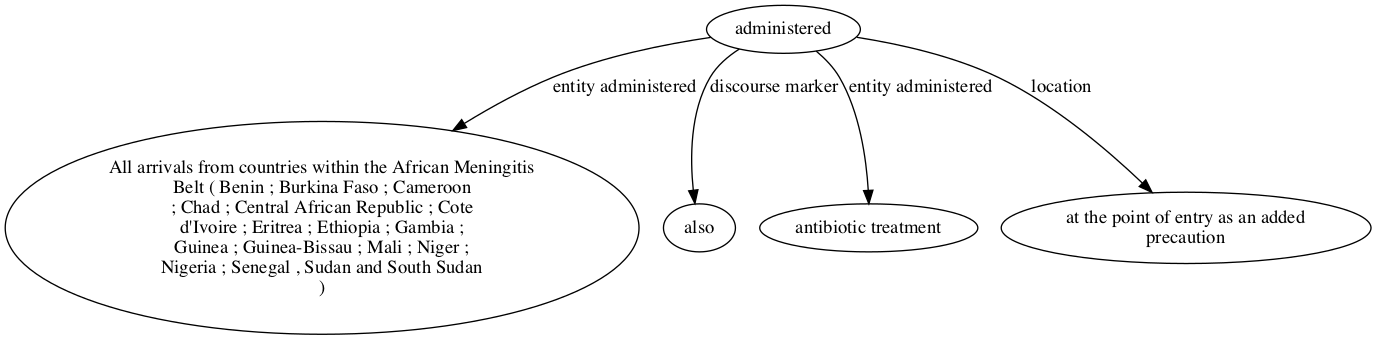 administered
entity administered
discourse marker
entity administered
location
All arrivals from countries within the African Meningitis
Belt ( Benin ; Burkina Faso ; Cameroon
; Chad ; Central African Republic ; Cote
d'Ivoire ; Eritrea ; Ethiopia ; Gambia ;
Guinea ; Guinea-Bissau ; Mali ; Niger ;
Nigeria ; Senegal , Sudan and South Sudan
)
also
antibiotic treatment
at the point of entry as an added
precaution